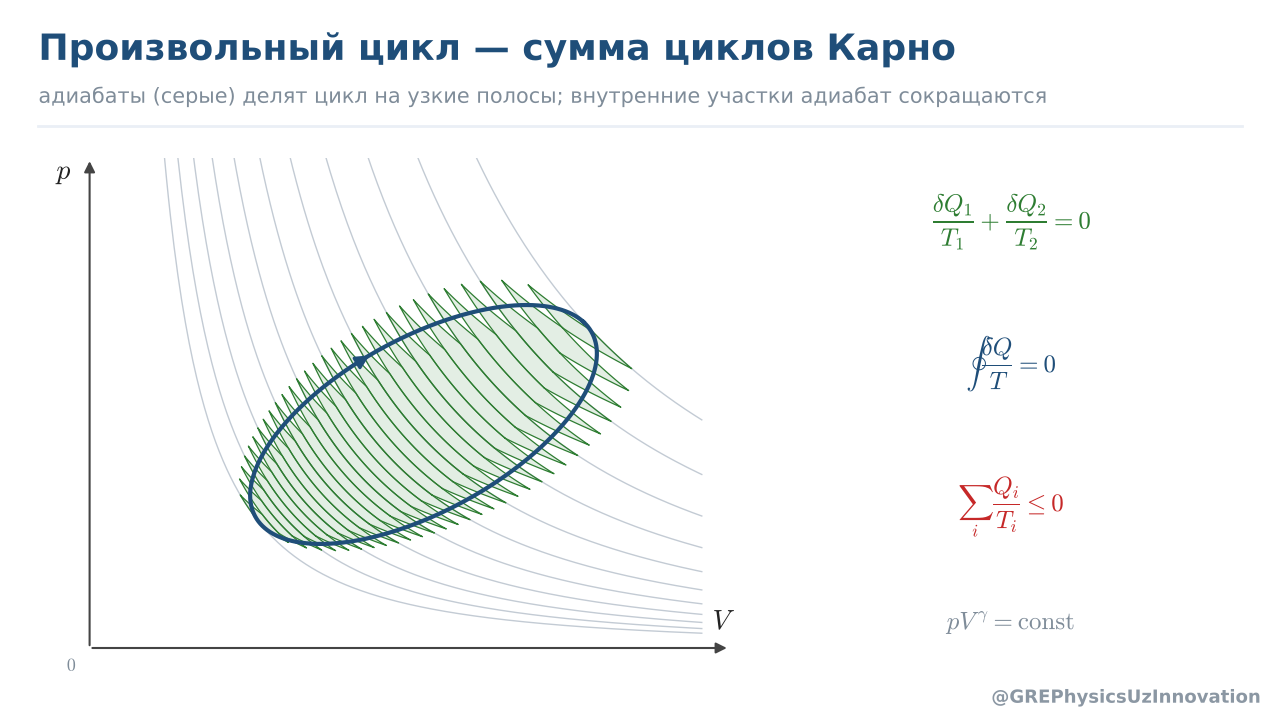 Произвольный цикл — сумма циклов Карно
адиабаты (серые) делят цикл на узкие полосы; внутренние участки адиабат сокращаются
p
δQ₁/T₁ + δQ₂/T₂ = 0
∮ δQ/T = 0
∑ᵢ Qᵢ/Tᵢ ≤ 0
V
pV^γ = const
0
@GREPhysicsUzInnovation